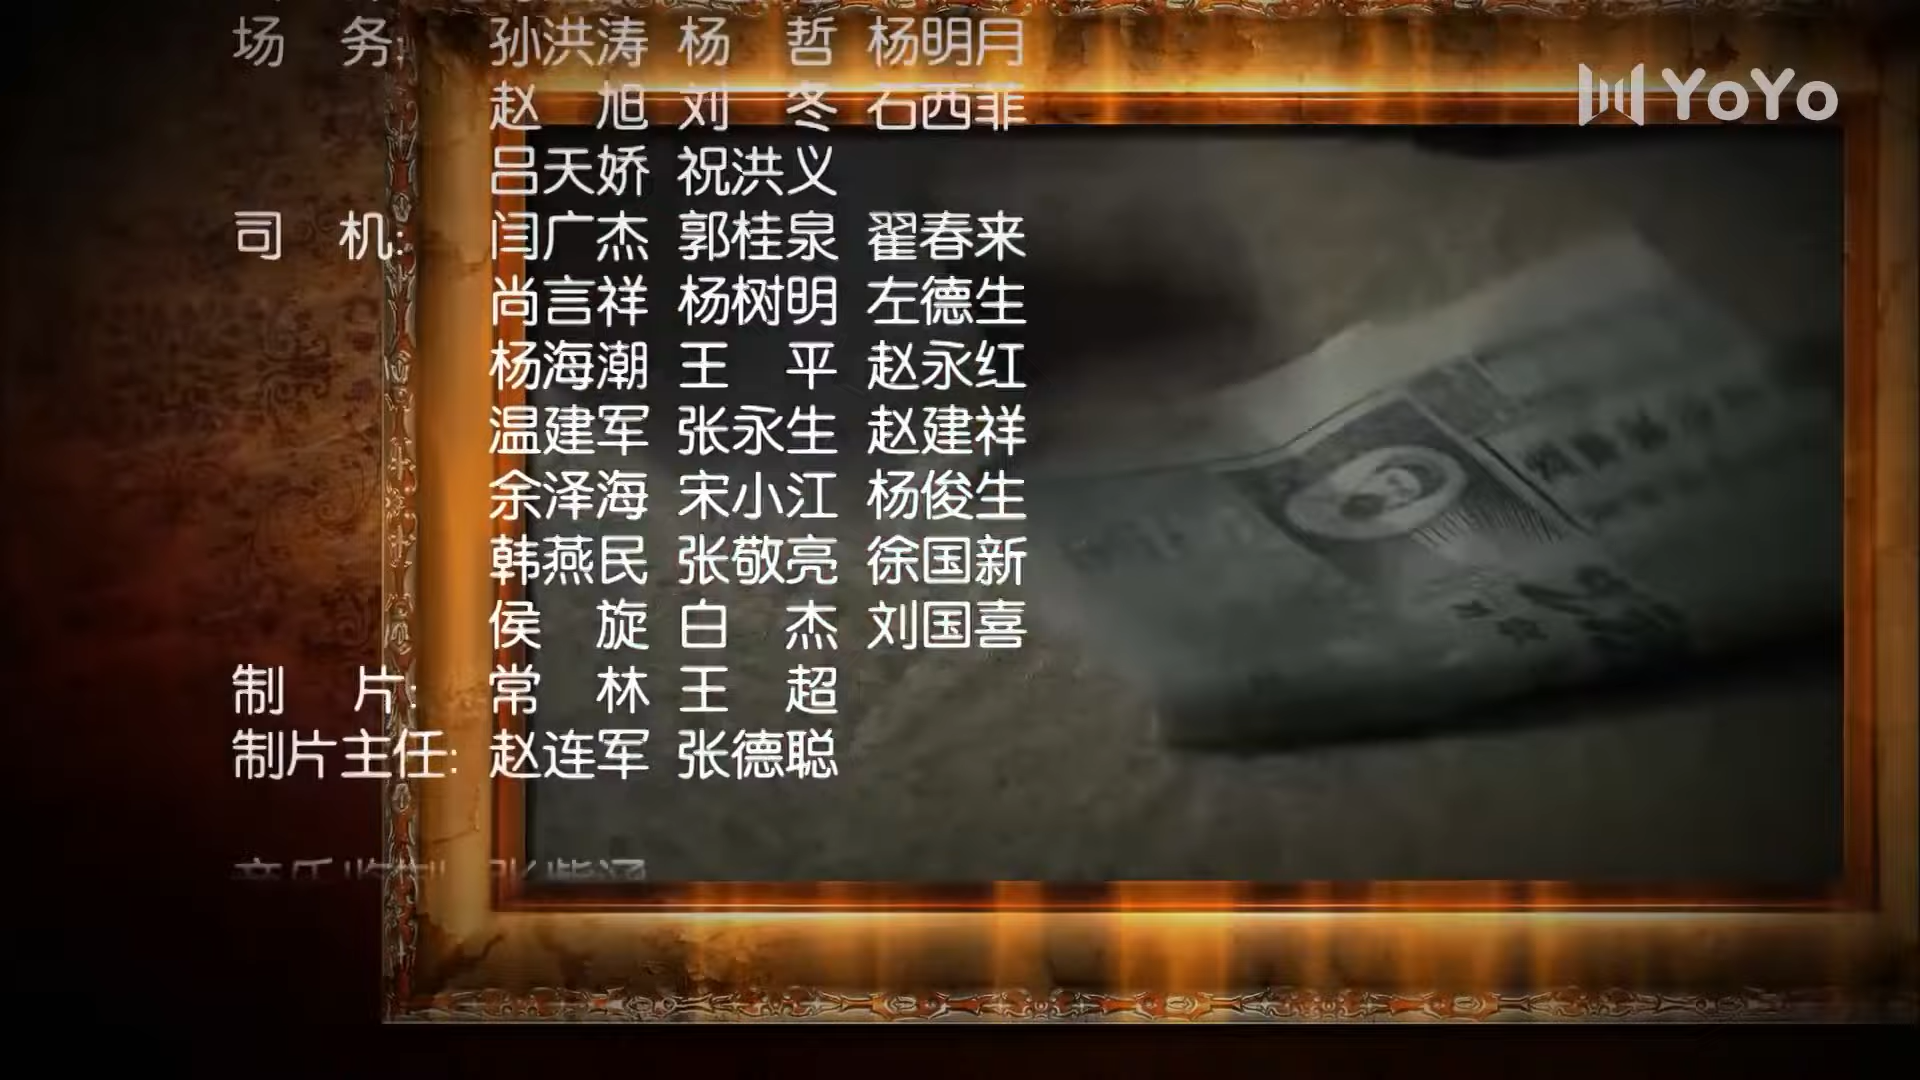 场　务: 孙洪涛 杨　哲 杨明月
YoYo
赵　旭 刘　冬 石西菲
吕天娇 祝洪义
司　机: 闫广杰 郭桂泉 翟春来
尚言祥 杨树明 左德生
杨海潮 王　平 赵永红
温建军 张永生 赵建祥
余泽海 宋小江 杨俊生
韩燕民 张敬亮 徐国新
侯　旋 白　杰 刘国喜
制　片: 常　林 王　超
制片主任: 赵连军 张德聪